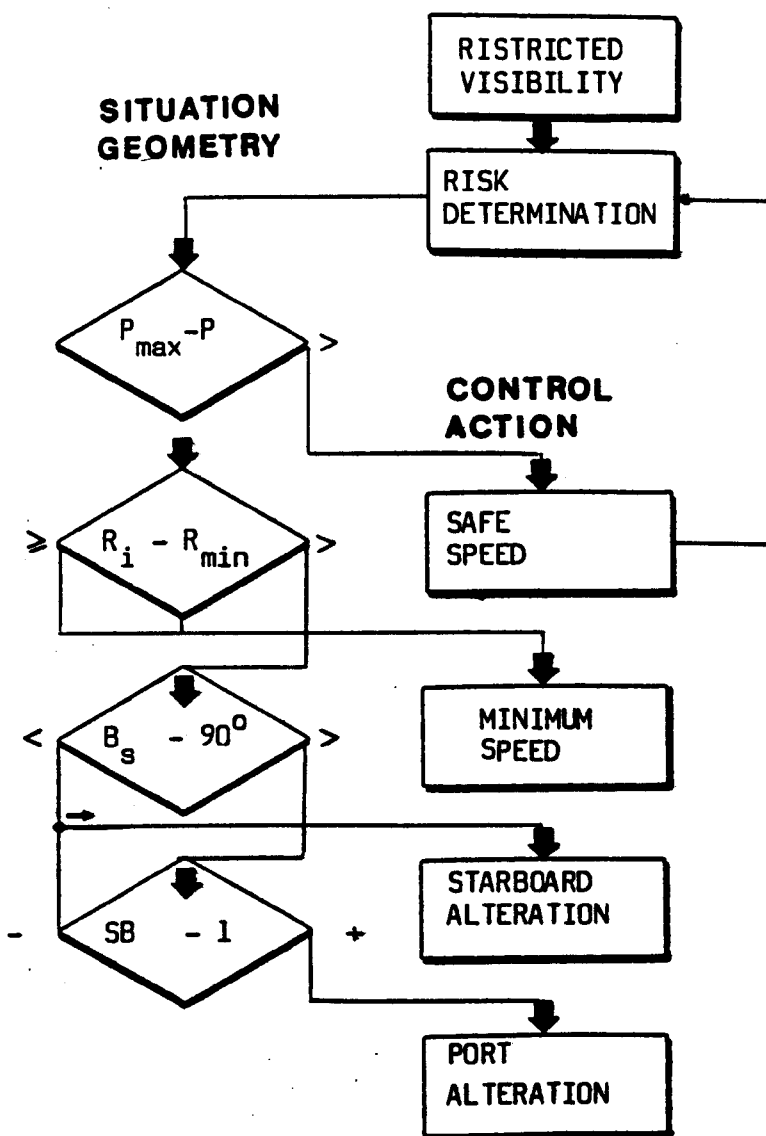 RISTRICTED
VISIBILITY
SITUATION
GEOMETRY
RISK
DETERMINATION
P max -P >
CONTROL
ACTION
≥ R i - R min >
SAFE
SPEED
< B s - 90° >
MINIMUM
SPEED
STARBOARD
ALTERATION
- SB - 1 +
PORT
ALTERATION